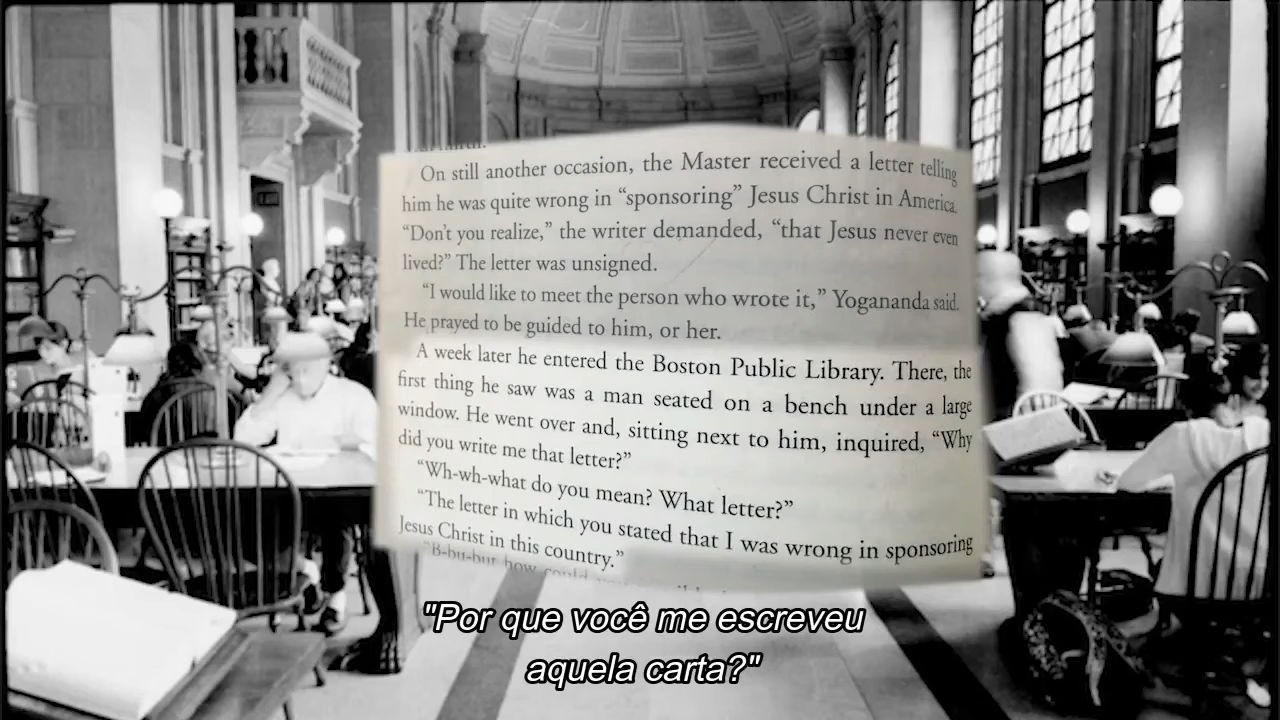 On still another occasion, the Master received a letter telling
him he was quite wrong in “sponsoring” Jesus Christ in America.
“Don’t you realize,” the writer demanded, “that Jesus never even
lived?” The letter was unsigned.
“I would like to meet the person who wrote it,” Yogananda said.
He prayed to be guided to him, or her.
A week later he entered the Boston Public Library. There, the
first thing he saw was a man seated on a bench under a large
window. He went over and, sitting next to him, inquired, “Why
did you write me that letter?”
“Wh-wh-what do you mean? What letter?”
“The letter in which you stated that I was wrong in sponsoring
Jesus Christ in this country.”
“B-bu-but how could
"Por que você me escreveu
aquela carta?"